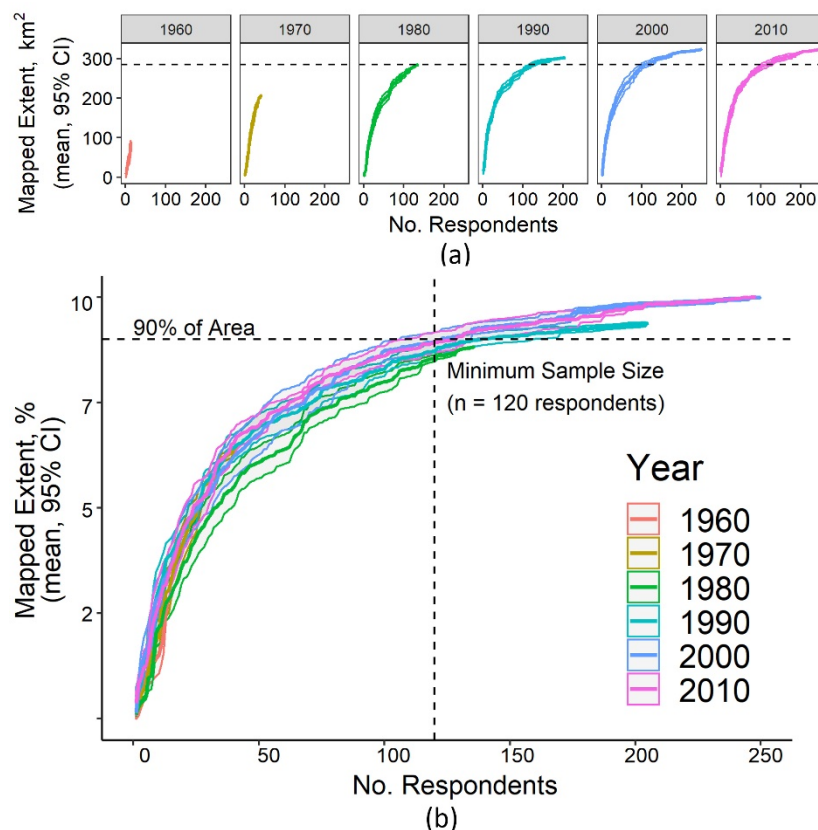 (a)
1960 1970 1980 1990 2000 2010
Mapped Extent, km²
(mean, 95% CI)
300
200
100
0
0 100 200 0 100 200 0 100 200 0 100 200 0 100 200 0 100 200
No. Respondents
(a)
Mapped Extent, %
(mean, 95% CI)
10
7
5
2
90% of Area
Minimum Sample Size
(n = 120 respondents)
Year
1960
1970
1980
1990
2000
2010
0 50 100 150 200 250
No. Respondents
(b)